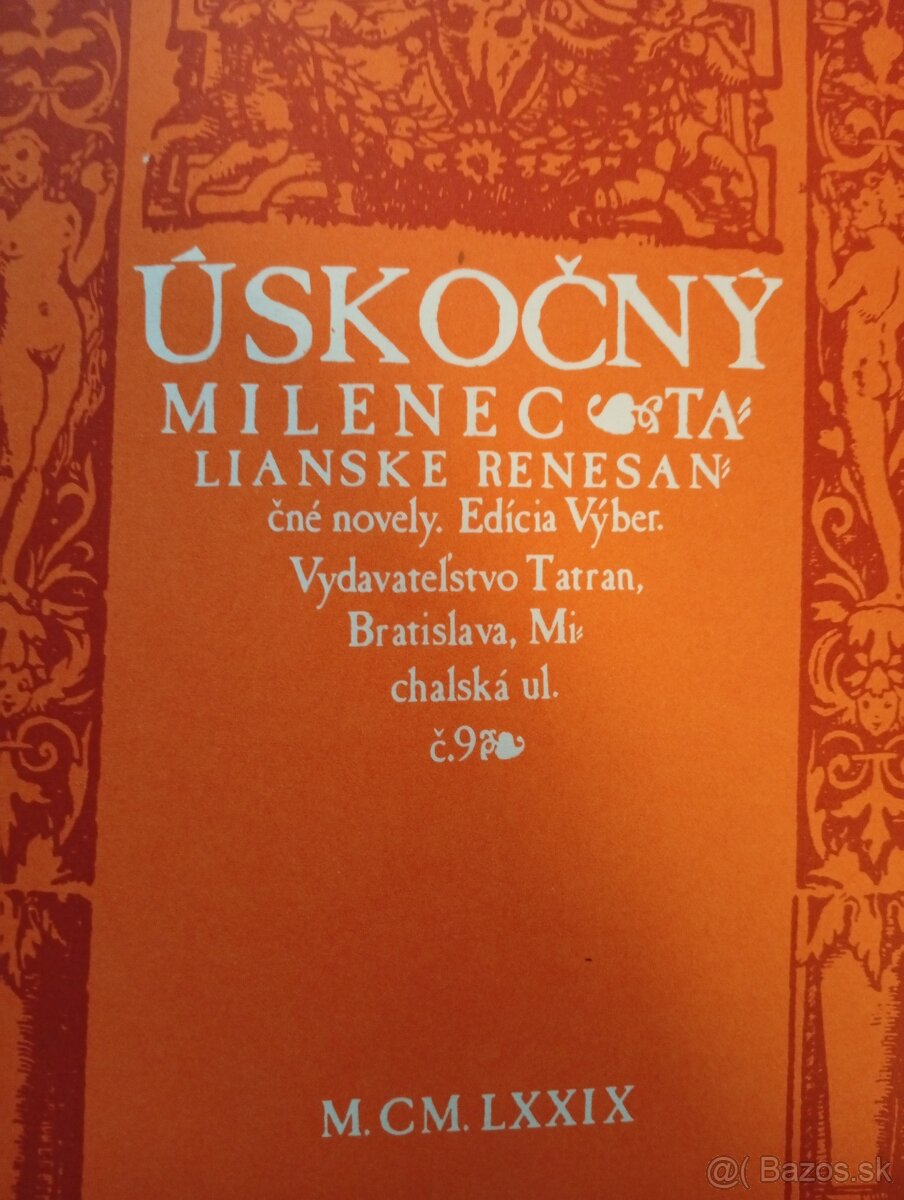 ÚSKOČNÝ
MILENEC TA=
LIANSKE RENESAN=
čné novely. Edícia Výber.
Vydavateľstvo Tatran,
Bratislava, Mi=
chalská ul.
č.9
M.CM.LXXIX
@( Bazos.sk